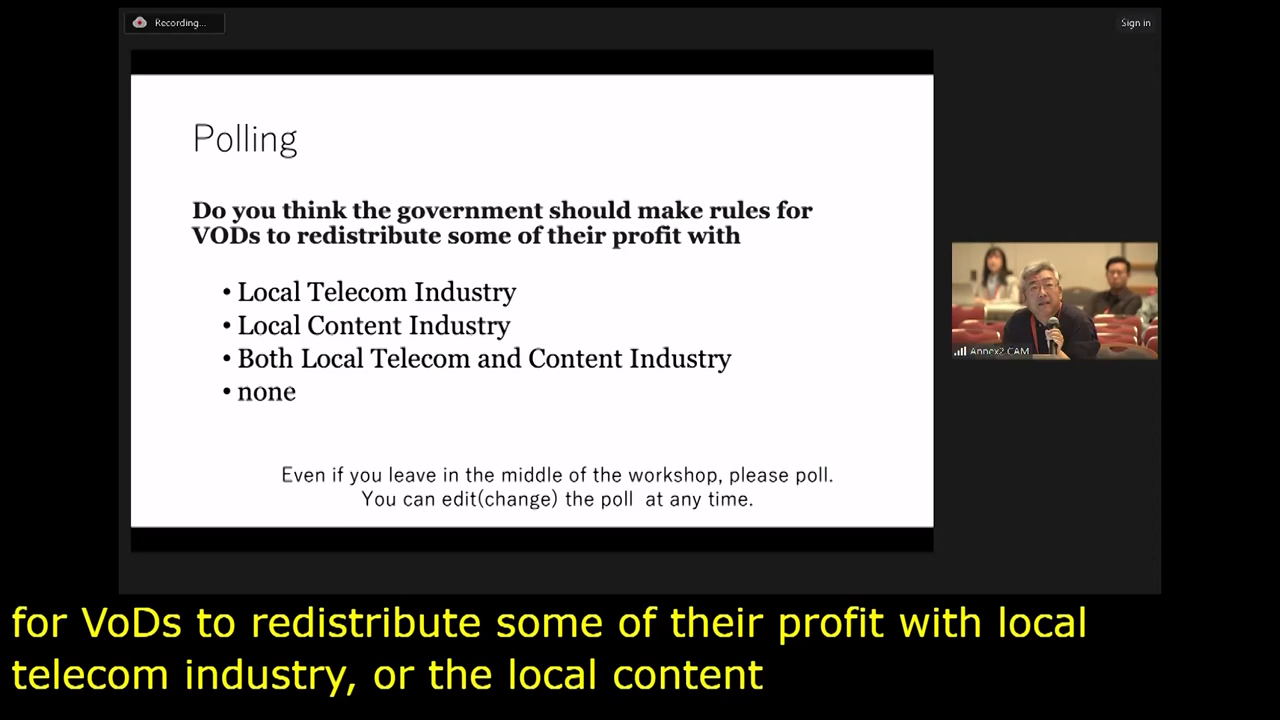 Recording...
Sign in
Polling
Do you think the government should make rules for
VODs to redistribute some of their profit with
• Local Telecom Industry
• Local Content Industry
• Both Local Telecom and Content Industry
• none
Even if you leave in the middle of the workshop, please poll.
You can edit(change) the poll at any time.
Annex2 CAM
for VoDs to redistribute some of their profit with local
telecom industry, or the local content